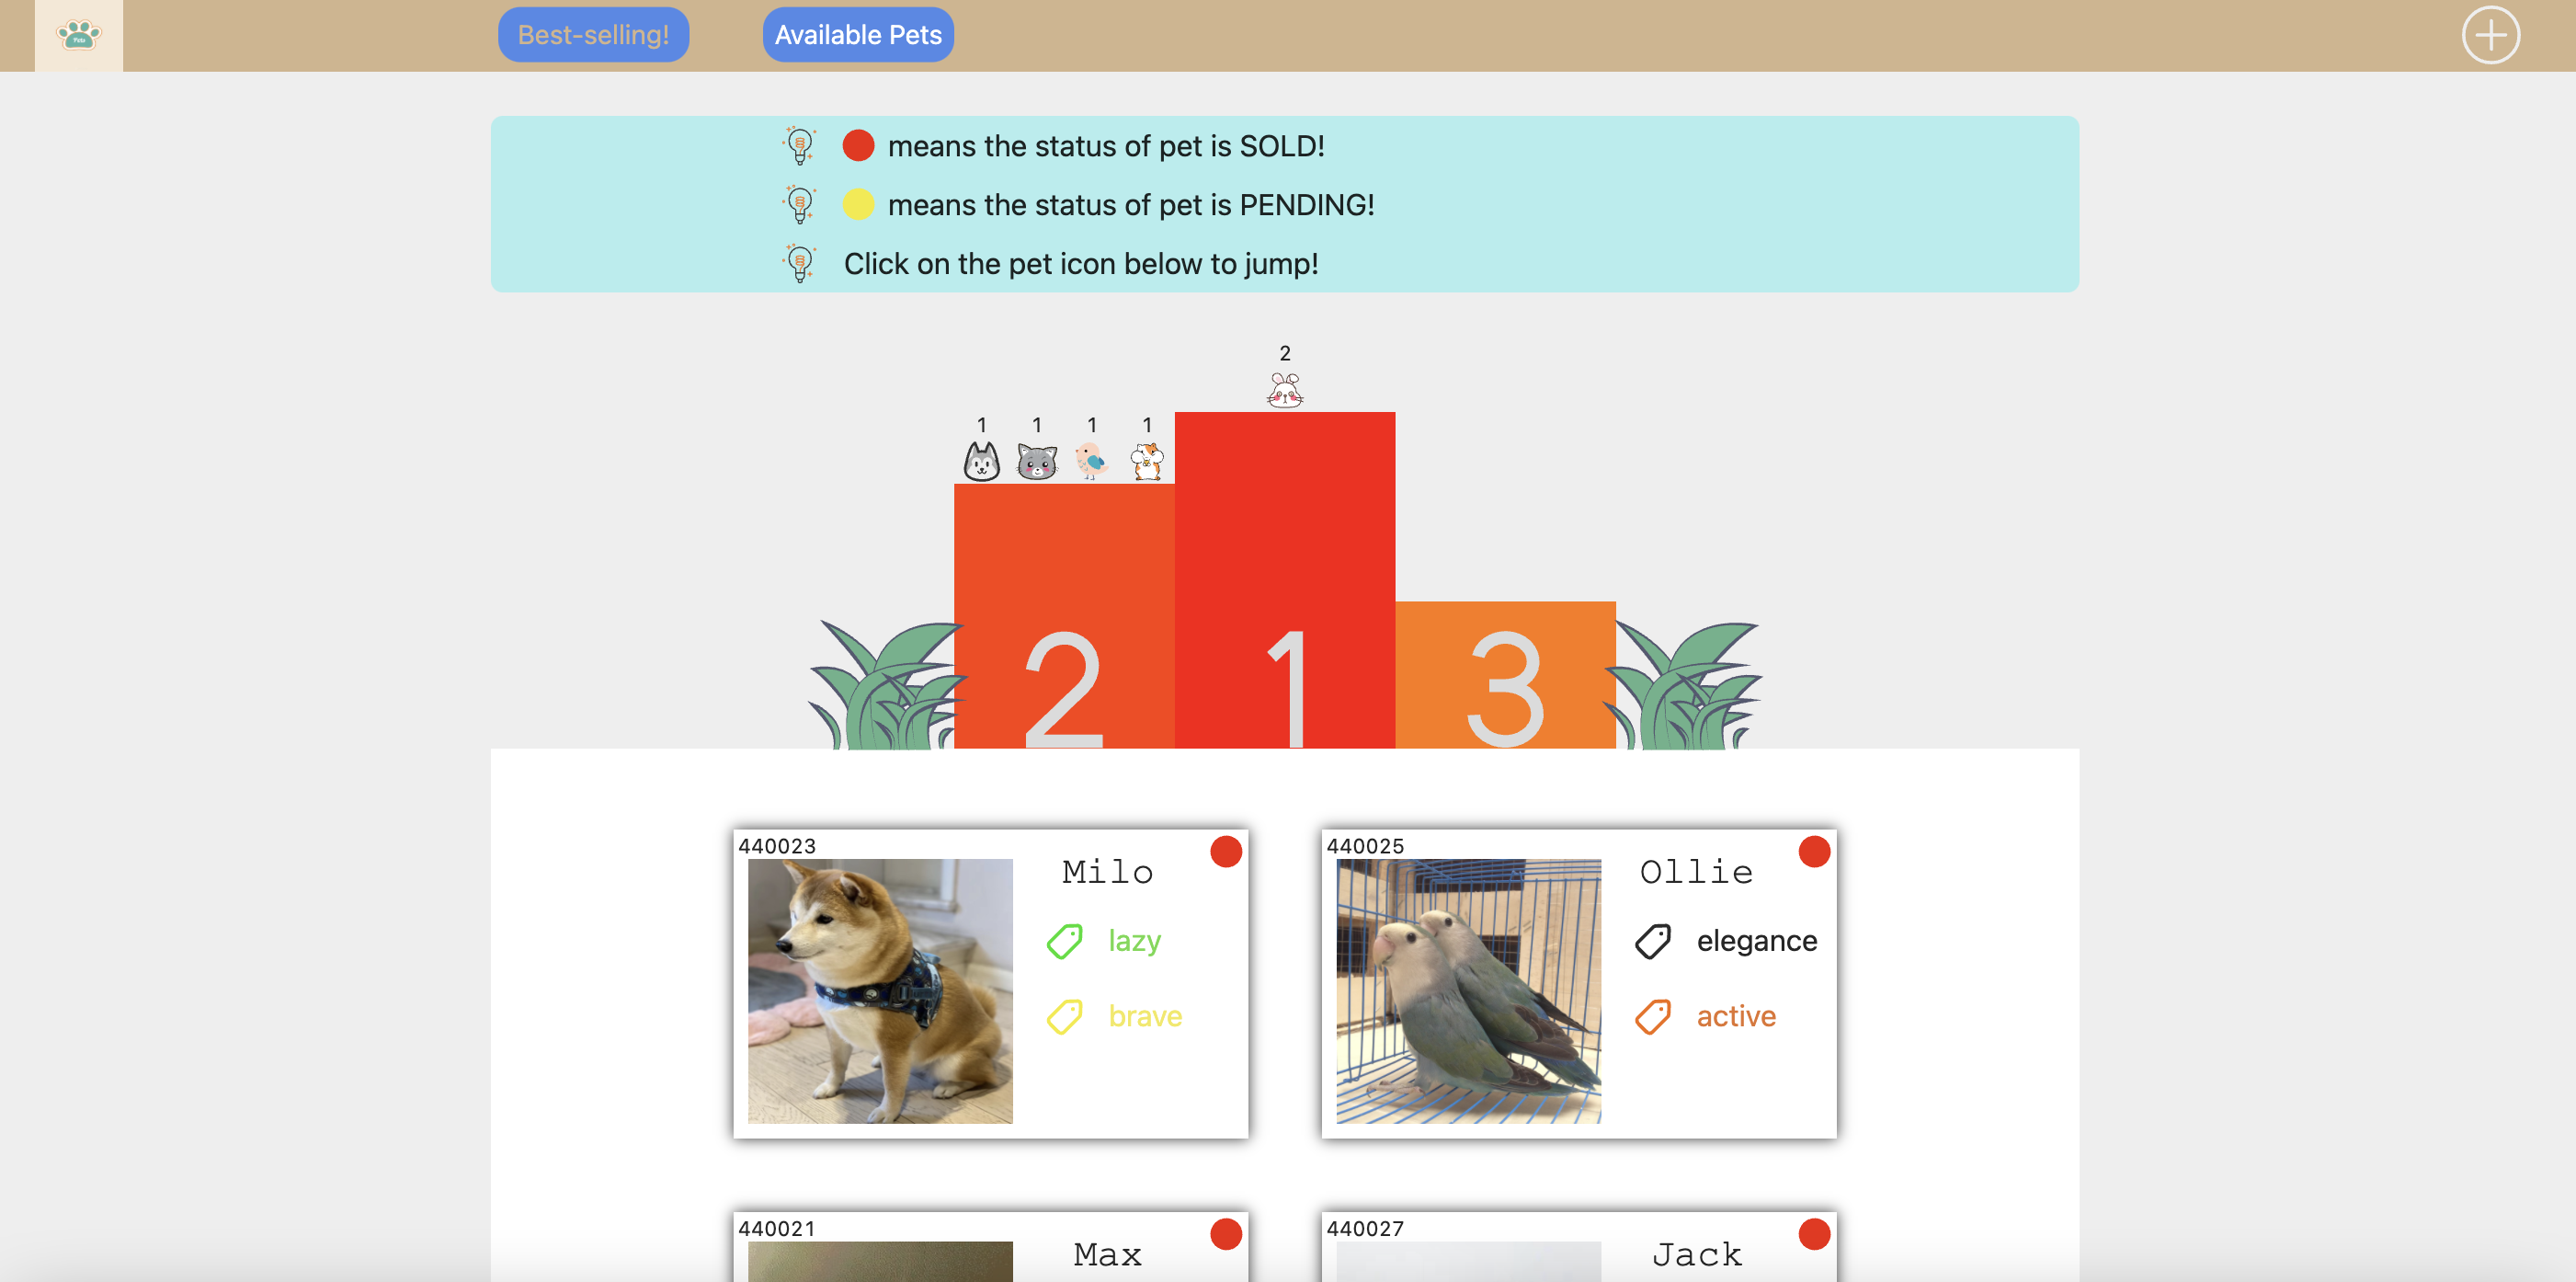 Pets
Best-selling!
Available Pets
means the status of pet is SOLD!
means the status of pet is PENDING!
Click on the pet icon below to jump!
2
1 1 1 1
2 1 3
440023
Milo
lazy
brave
440025
Ollie
elegance
active
440021
Max
440027
Jack